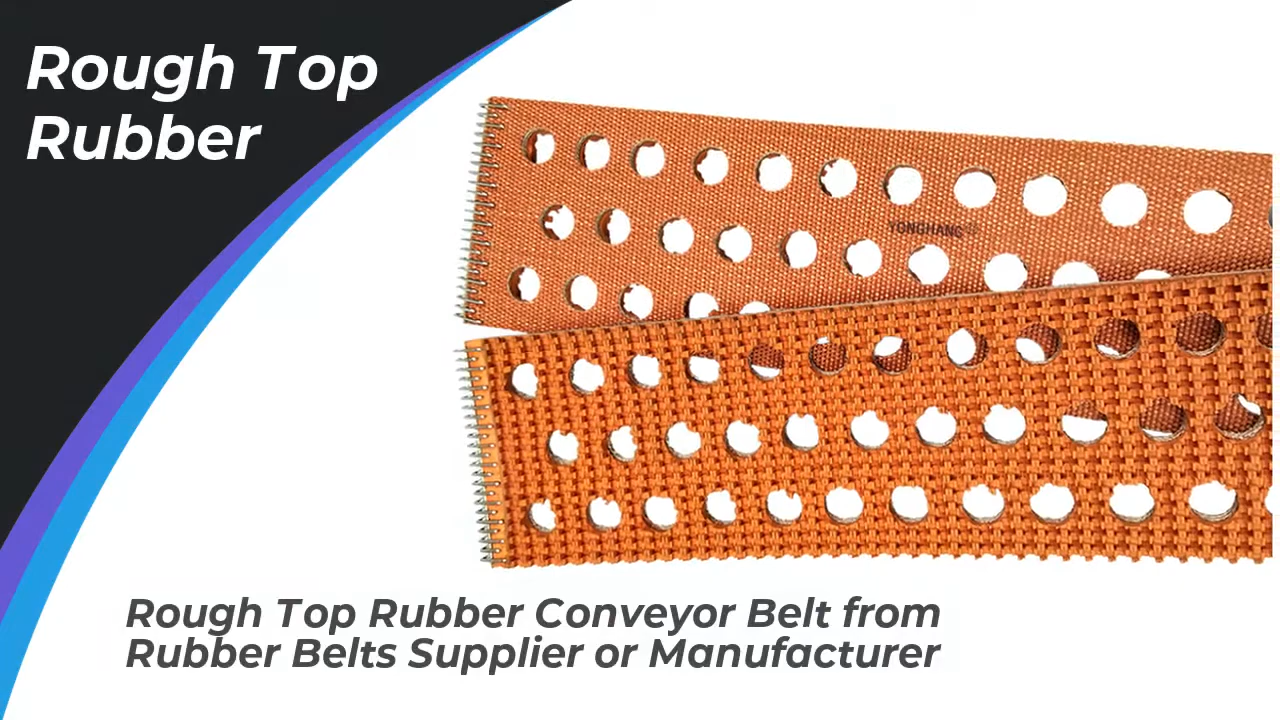 Rough Top
Rubber
YONGHANG
Rough Top Rubber Conveyor Belt from
Rubber Belts Supplier or Manufacturer